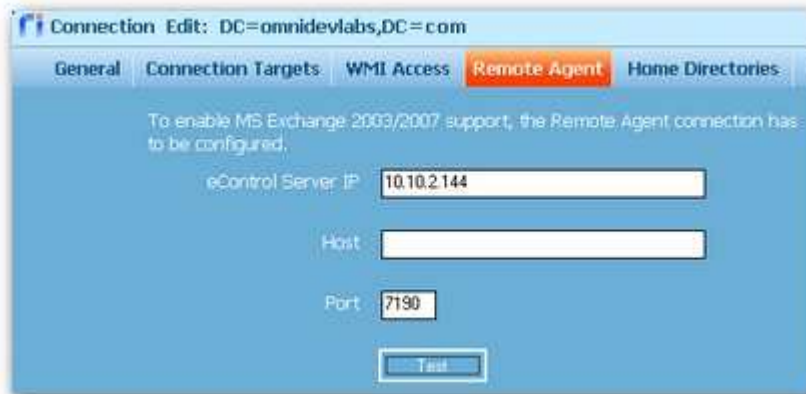 Connection Edit: DC=omnidevlabs,DC=com
General Connection Targets WMI Access Remote Agent Home Directories
To enable MS Exchange 2003/2007 support, the Remote Agent connection has
to be configured.
eControl Server IP 10.10.2.144
Host
Port 7190
Test